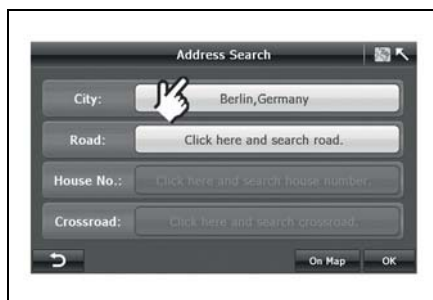 Address Search
City: Berlin,Germany
Road: Click here and search road.
House No.: Click here and search house number.
Crossroad: Click here and search crossroad.
On Map OK